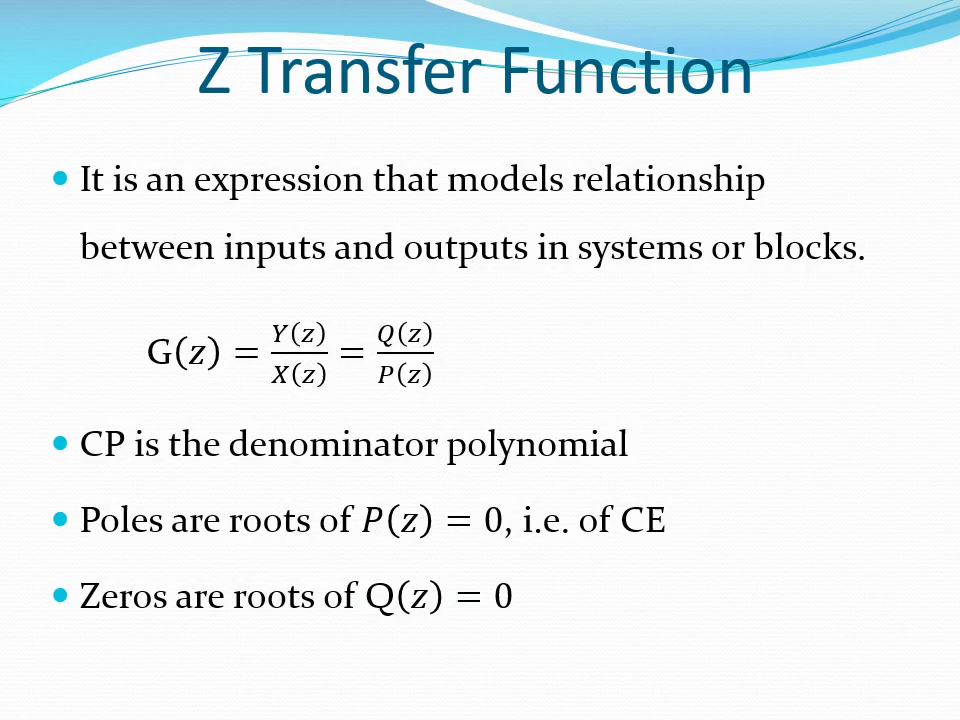 Z Transfer Function
• It is an expression that models relationship
between inputs and outputs in systems or blocks.
G(z) = Y(z)/X(z) = Q(z)/P(z)
• CP is the denominator polynomial
• Poles are roots of P(z) = 0, i.e. of CE
• Zeros are roots of Q(z) = 0